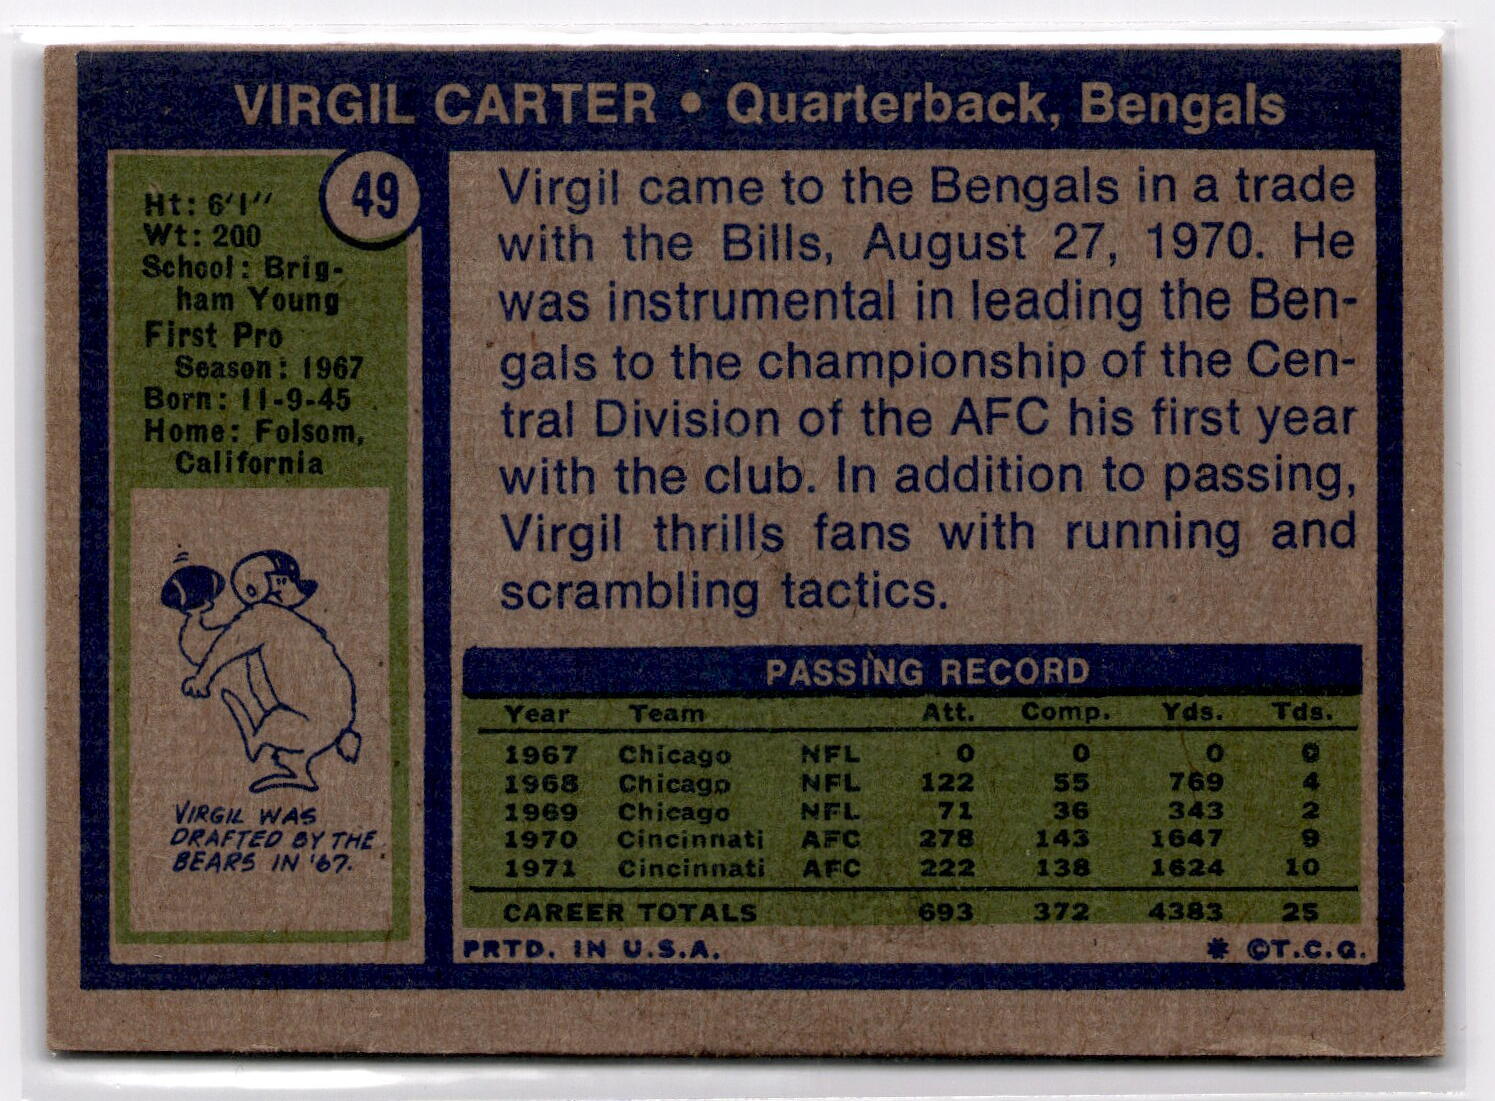 VIRGIL CARTER • Quarterback, Bengals
49
Ht: 6'1"
Wt: 200
School: Brig-
ham Young
First Pro
Season: 1967
Born: 11-9-45
Home: Folsom,
California
VIRGIL WAS
DRAFTED BY THE
BEARS IN '67.
Virgil came to the Bengals in a trade
with the Bills, August 27, 1970. He
was instrumental in leading the Ben-
gals to the championship of the Cen-
tral Division of the AFC his first year
with the club. In addition to passing,
Virgil thrills fans with running and
scrambling tactics.
PASSING RECORD
Year Team Att. Comp. Yds. Tds.
1967 Chicago NFL 0 0 0 0
1968 Chicago NFL 122 55 769 4
1969 Chicago NFL 71 36 343 2
1970 Cincinnati AFC 278 143 1647 9
1971 Cincinnati AFC 222 138 1624 10
CAREER TOTALS 693 372 4383 25
PRTD. IN U.S.A. * ©T.C.G.